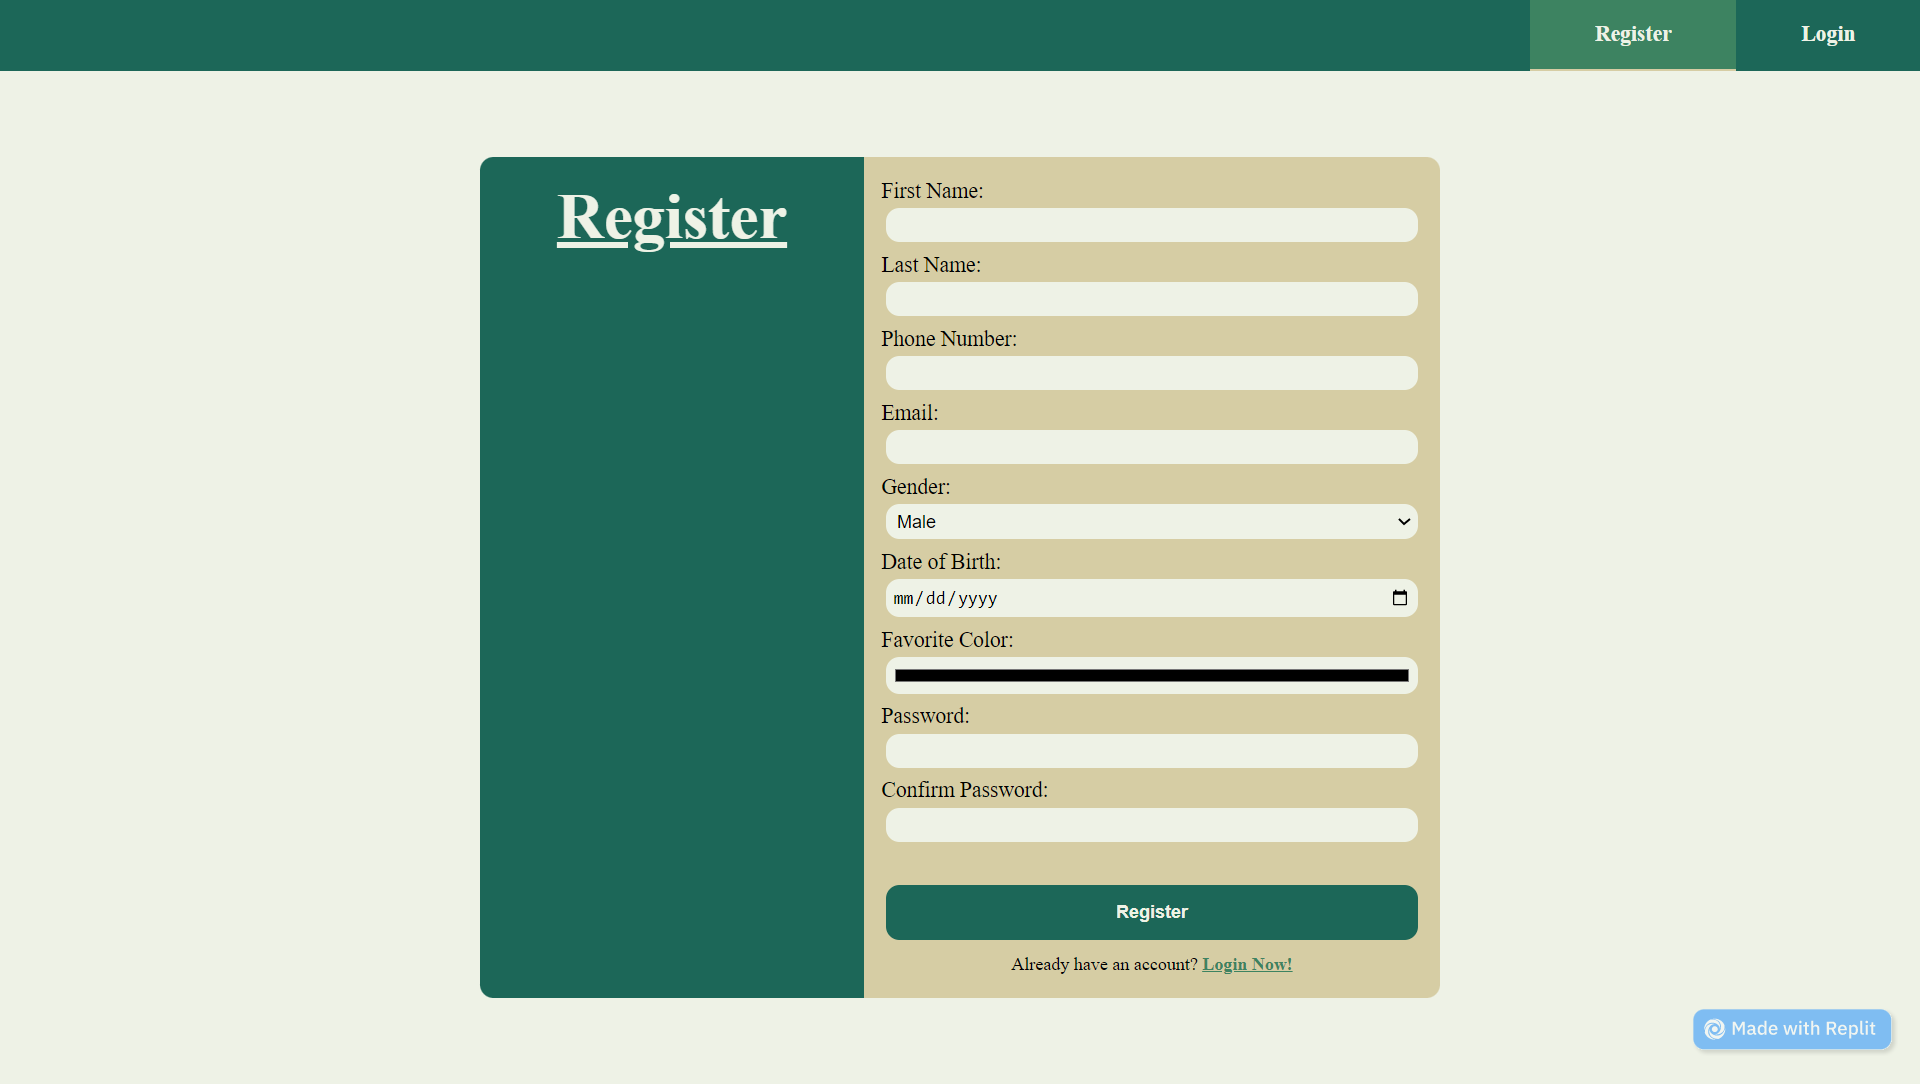 Register
Login
Register
First Name:
Last Name:
Phone Number:
Email:
Gender:
Male
Date of Birth:
mm/dd/yyyy
Favorite Color:
Password:
Confirm Password:
Register
Already have an account? Login Now!
Made with Replit